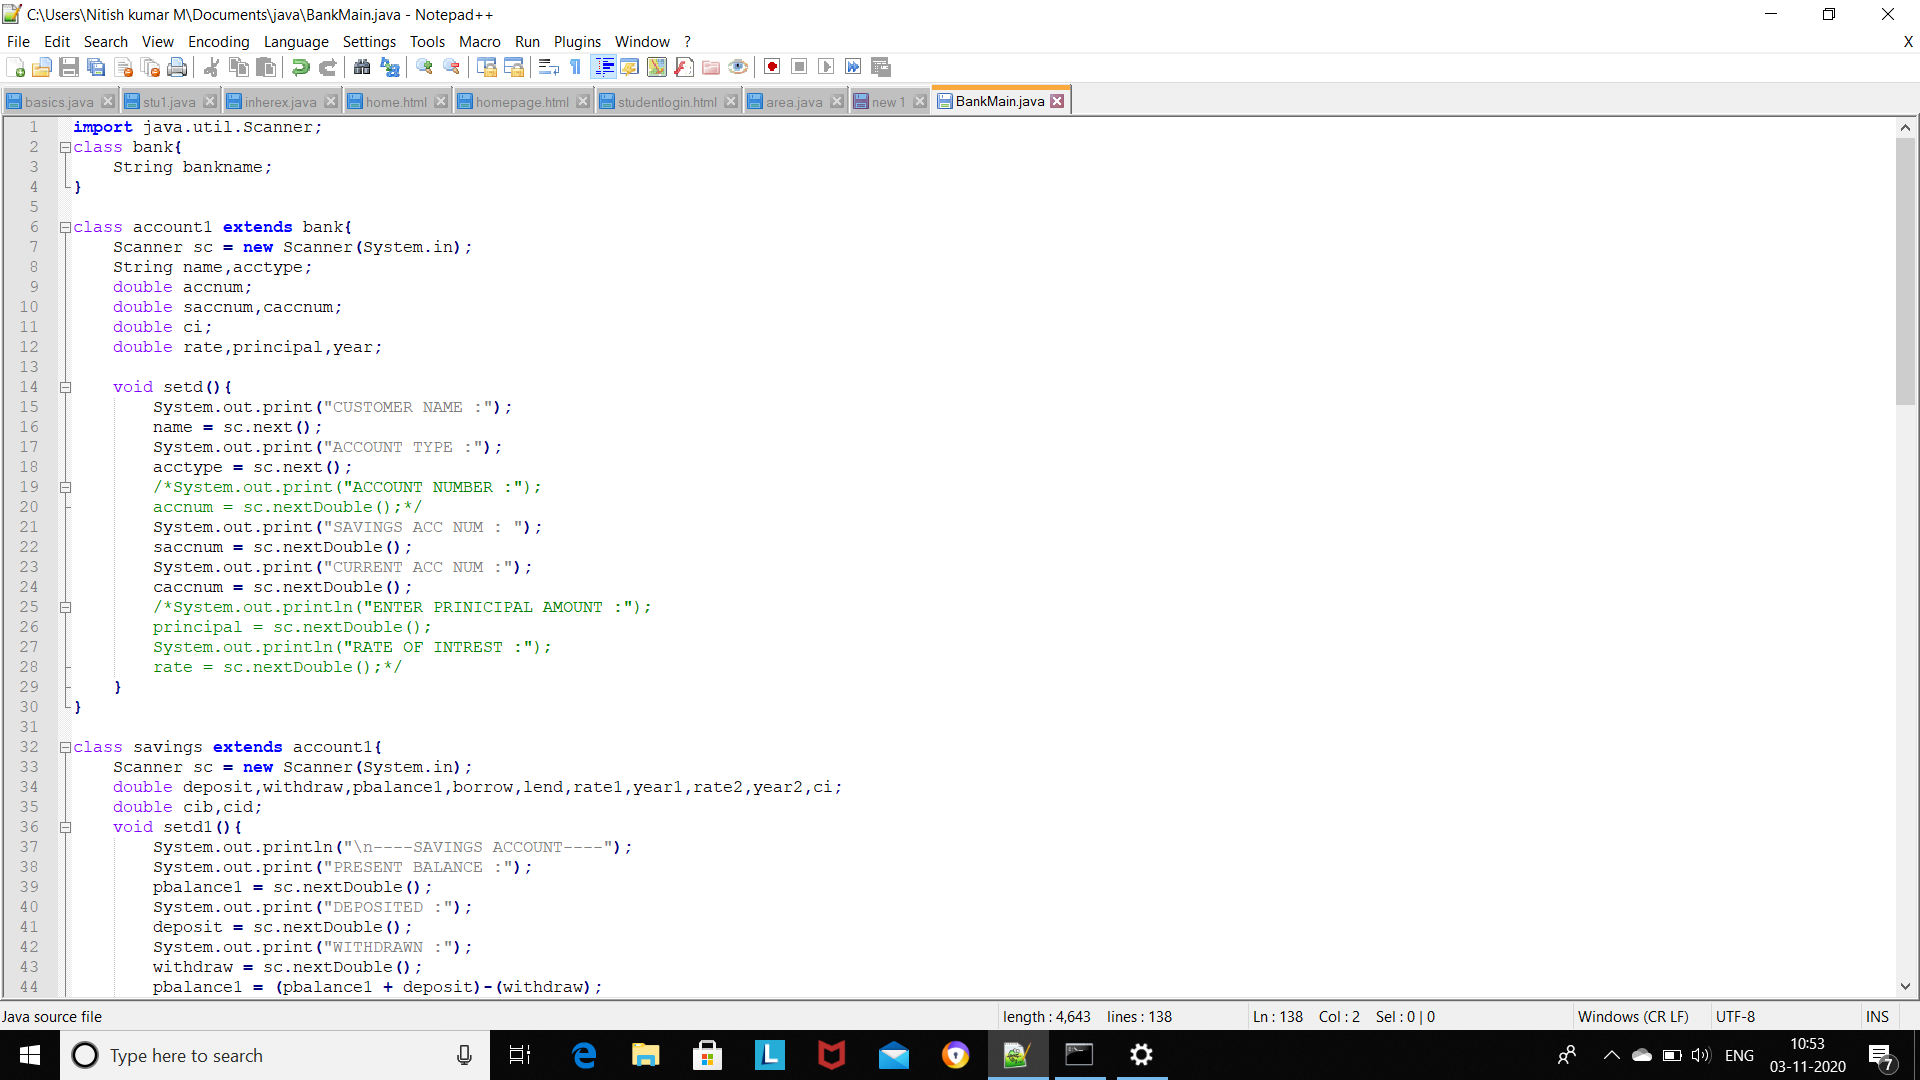 C:\Users\Nitish kumar M\Documents\java\BankMain.java - Notepad++
File Edit Search View Encoding Language Settings Tools Macro Run Plugins Window ?
X
basics.java stu1.java inherex.java home.html homepage.html studentlogin.html area.java new 1 BankMain.java
1 import java.util.Scanner;
2 class bank{
3 String bankname;
4 }
5
6 class account1 extends bank{
7 Scanner sc = new Scanner(System.in);
8 String name,acctype;
9 double accnum;
10 double saccnum,caccnum;
11 double ci;
12 double rate,principal,year;
13
14 void setd(){
15 System.out.print("CUSTOMER NAME :");
16 name = sc.next();
17 System.out.print("ACCOUNT TYPE :");
18 acctype = sc.next();
19 /*System.out.print("ACCOUNT NUMBER :");
20 accnum = sc.nextDouble();*/
21 System.out.print("SAVINGS ACC NUM : ");
22 saccnum = sc.nextDouble();
23 System.out.print("CURRENT ACC NUM :");
24 caccnum = sc.nextDouble();
25 /*System.out.println("ENTER PRINICIPAL AMOUNT :");
26 principal = sc.nextDouble();
27 System.out.println("RATE OF INTREST :");
28 rate = sc.nextDouble();*/
29 }
30 }
31
32 class savings extends account1{
33 Scanner sc = new Scanner(System.in);
34 double deposit,withdraw,pbalance1,borrow,lend,rate1,year1,rate2,year2,ci;
35 double cib,cid;
36 void setd1(){
37 System.out.println("\n----SAVINGS ACCOUNT----");
38 System.out.print("PRESENT BALANCE :");
39 pbalance1 = sc.nextDouble();
40 System.out.print("DEPOSITED :");
41 deposit = sc.nextDouble();
42 System.out.print("WITHDRAWN :");
43 withdraw = sc.nextDouble();
44 pbalance1 = (pbalance1 + deposit)-(withdraw);
Java source file length : 4,643 lines : 138 Ln : 138 Col : 2 Sel : 0 | 0 Windows (CR LF) UTF-8 INS
Type here to search
ENG
10:53
03-11-2020
7